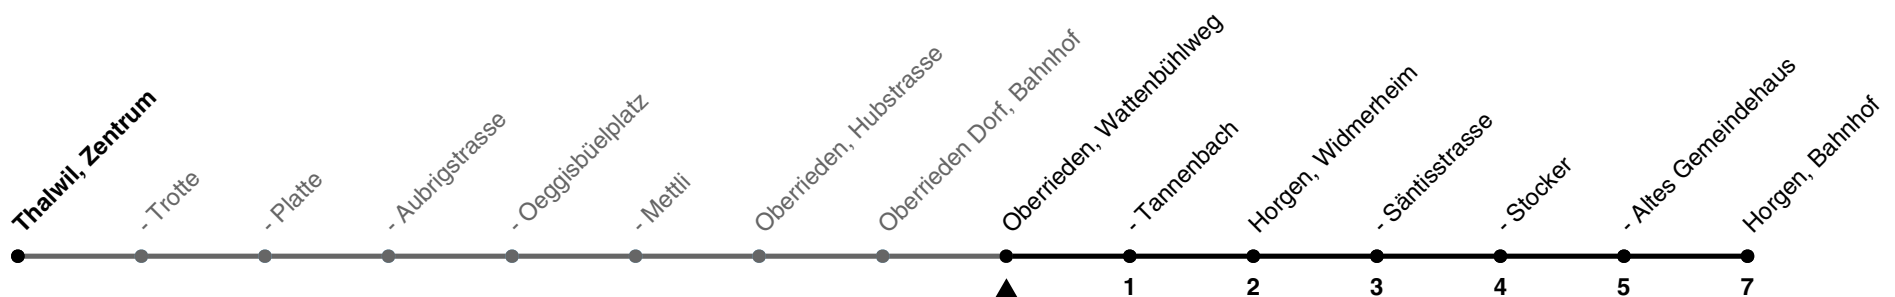 Thalwil, Zentrum
- Trotte
- Platte
- Aubrigstrasse
- Oeggisbüelplatz
- Mettli
Oberrieden, Hubstrasse
Oberrieden Dorf, Bahnhof
Oberrieden, Wattenbühlweg
- Tannenbach
Horgen, Widmerheim
- Säntisstrasse
- Stocker
- Altes Gemeindehaus
Horgen, Bahnhof
1
2
3
4
5
7